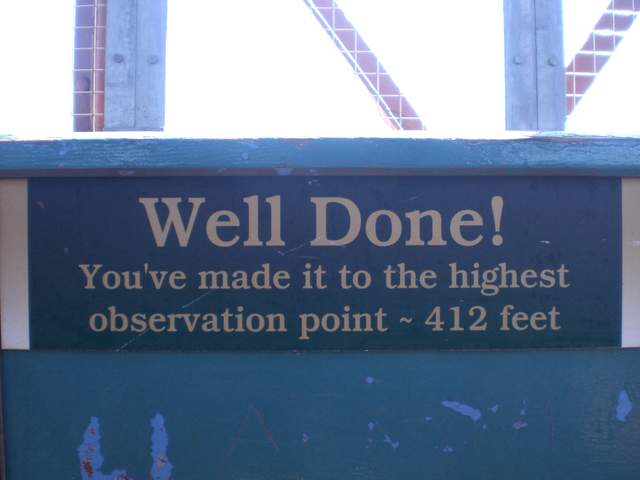 Well Done!
You've made it to the highest
observation point ~ 412 feet